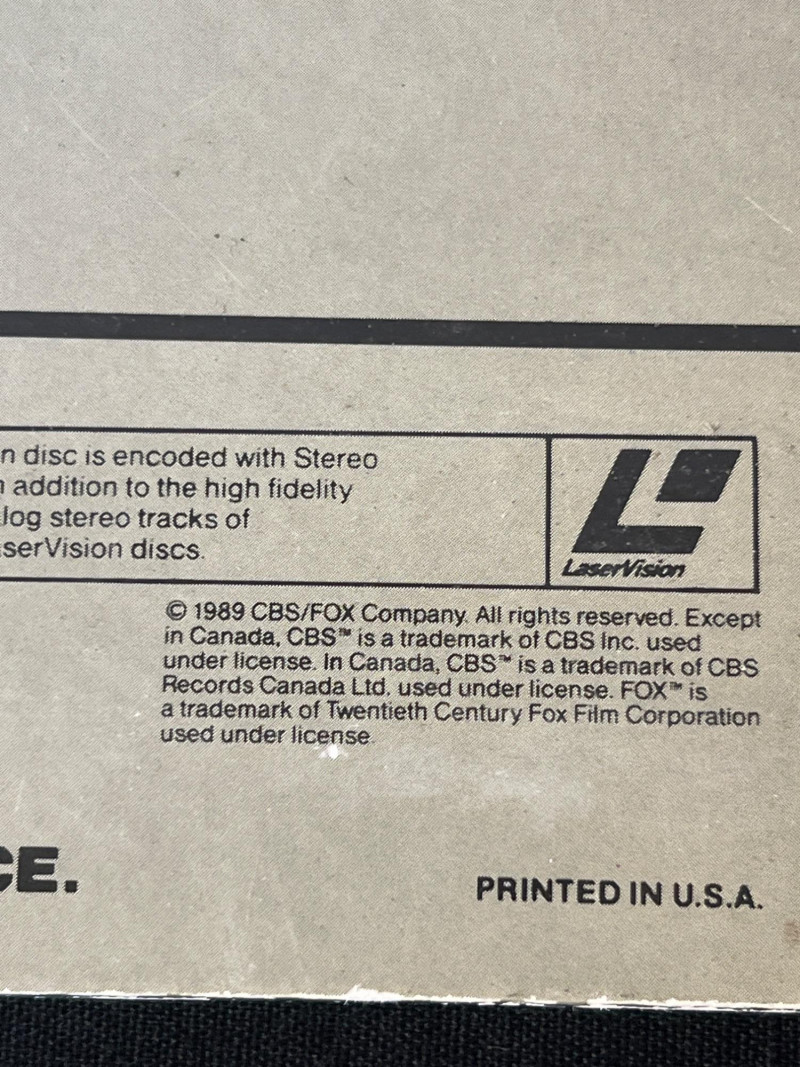 n disc is encoded with Stereo
addition to the high fidelity
log stereo tracks of
serVision discs.
LaserVision
© 1989 CBS/FOX Company. All rights reserved. Except
in Canada, CBS™ is a trademark of CBS Inc. used
under license. In Canada, CBS™ is a trademark of CBS
Records Canada Ltd. used under license. FOX™ is
a trademark of Twentieth Century Fox Film Corporation
used under license.
CE.
PRINTED IN U.S.A.